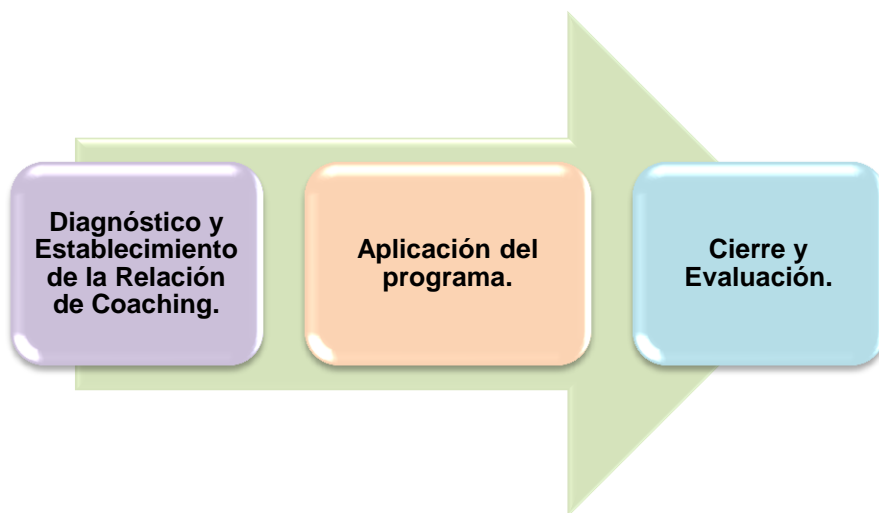 Diagnóstico y
Establecimiento
de la Relación
de Coaching.
Aplicación del
programa.
Cierre y
Evaluación.